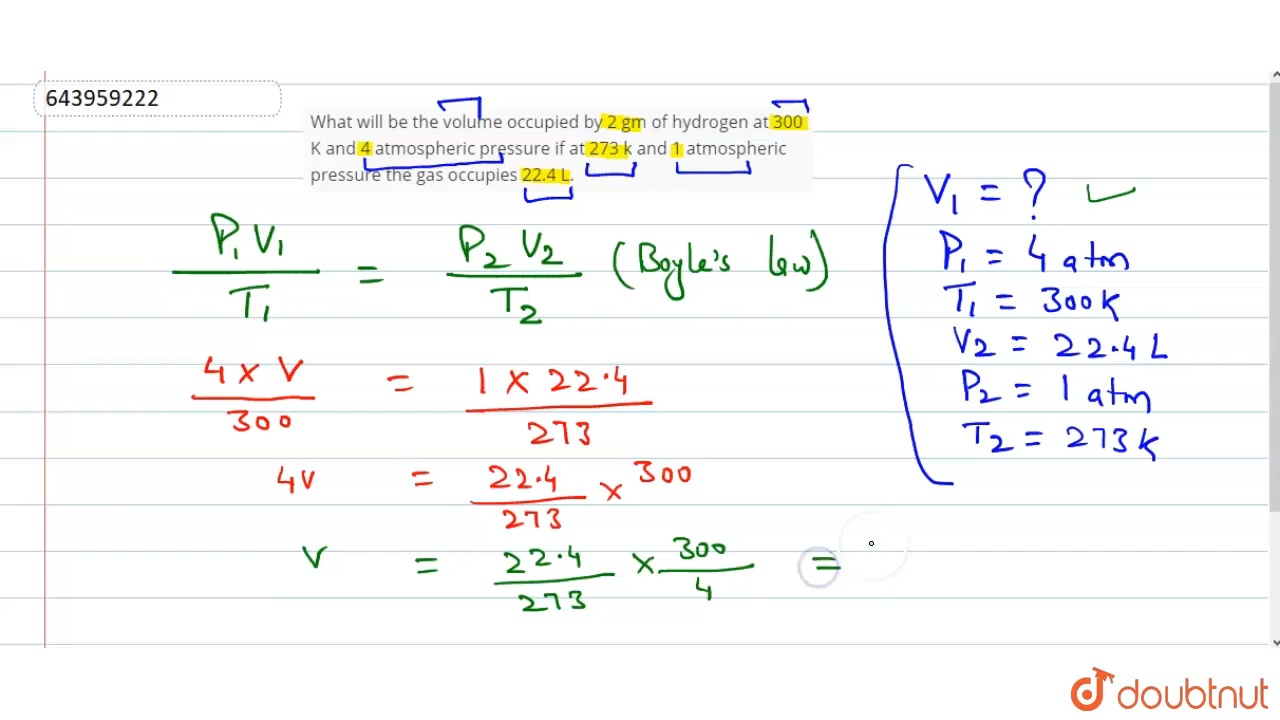 643959222
What will be the volume occupied by 2 gm of hydrogen at 300
K and 4 atmospheric pressure if at 273 k and 1 atmospheric
pressure the gas occupies 22.4 L.
P₁ V₁ / T₁ = P₂ V₂ / T₂ (Boyle's law)
4 × V / 300 = 1 × 22.4 / 273
4V = 22.4 / 273 × 300
V = 22.4 / 273 × 300 / 4 =
V₁ = ? ✓
P₁ = 4 atm
T₁ = 300K
V₂ = 22.4 L
P₂ = 1 atm
T₂ = 273K
doubtnut